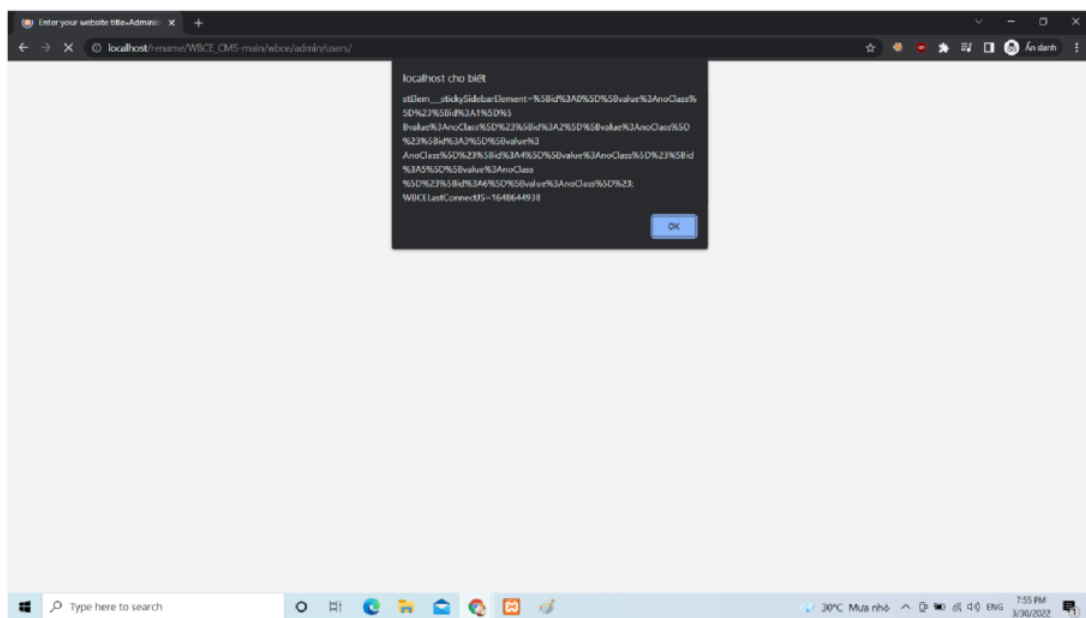 Enter your website title»Administ
localhost/rename/WBCE_CMS-main/wbce/admin/users/
Ẩn danh
localhost cho biết
stElem___stickySidebarElement=%5Bid%3A0%5D%5Bvalue%3AnoClass%
5D%23%5Bid%3A1%5D%5
Bvalue%3AnoClass%5D%23%5Bid%3A2%5D%5Bvalue%3AnoClass%5D
%23%5Bid%3A3%5D%5Bvalue%3
AnoClass%5D%23%5Bid%3A4%5D%5Bvalue%3AnoClass%5D%23%5Bid
%3A5%5D%5Bvalue%3AnoClass
%5D%23%5Bid%3A6%5D%5Bvalue%3AnoClass%5D%23;
WBCELastConnectJS=1648644938
OK
Type here to search
30°C Mưa nhỏ
ENG
7:55 PM
3/30/2022